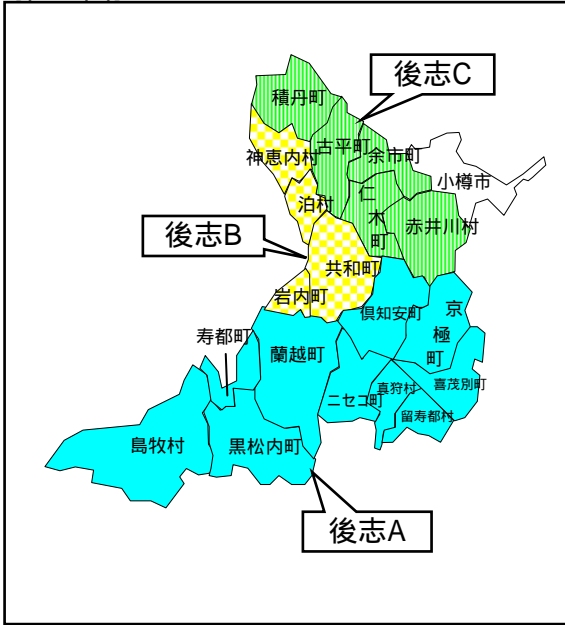 後志C
積丹町
古平町
余市町
神恵内村
小樽市
泊村
仁木町
赤井川村
後志B
共和町
岩内町
倶知安町
京極町
寿都町
蘭越町
真狩村
喜茂別町
ニセコ町
留寿都村
島牧村
黒松内町
後志A